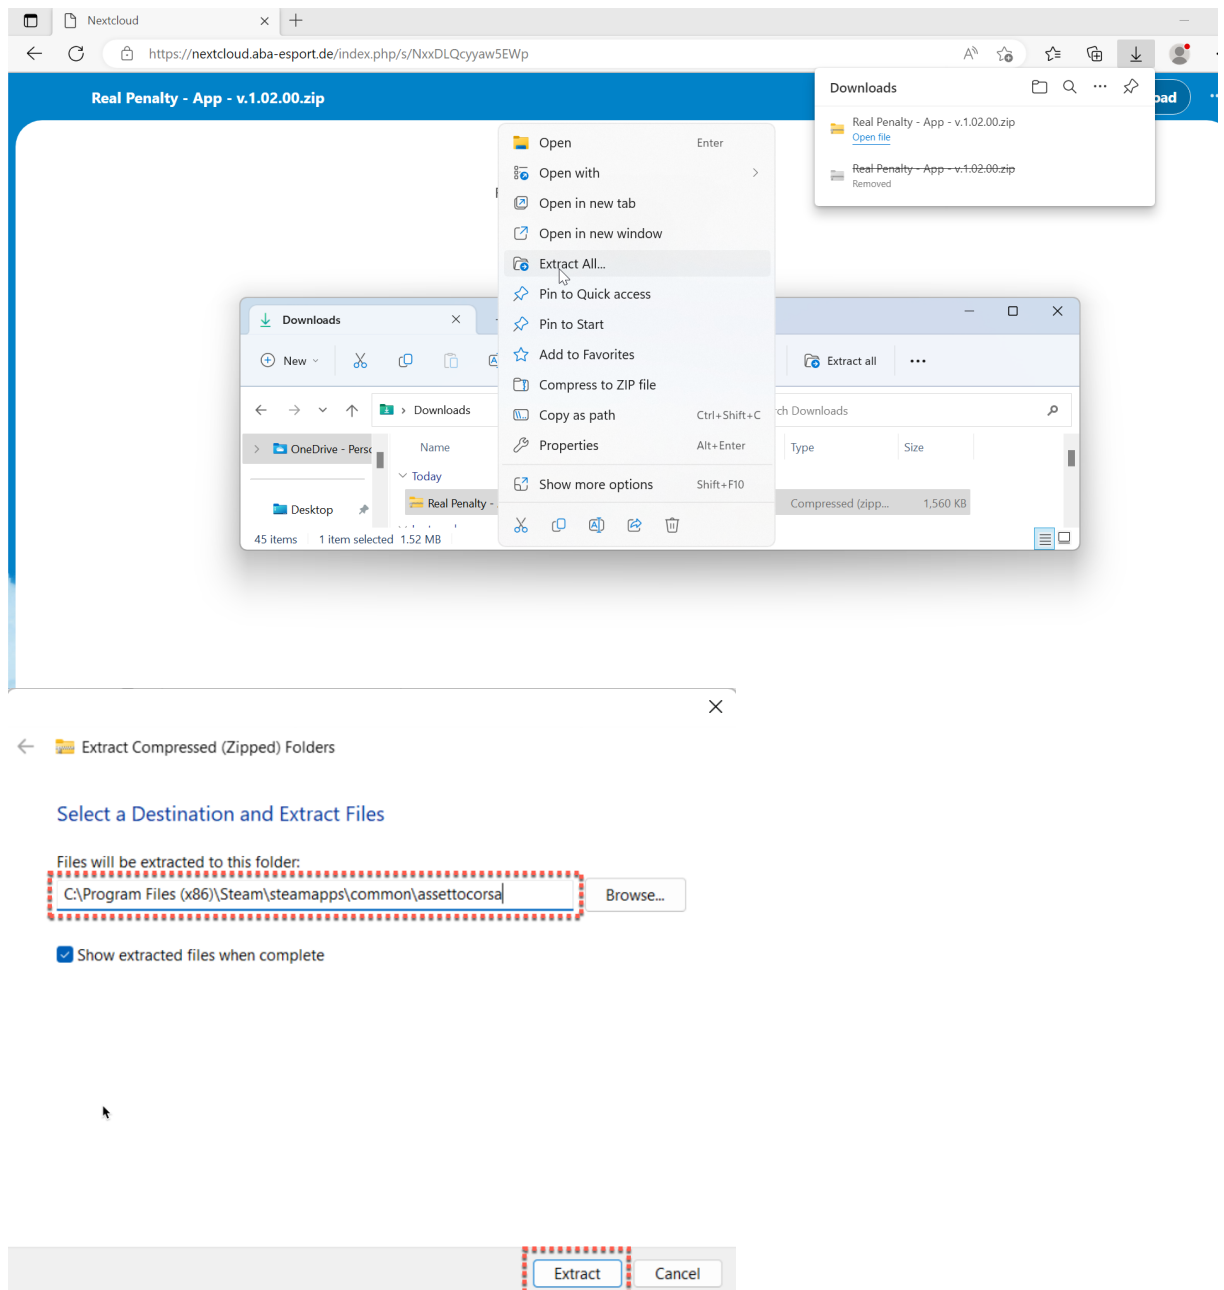 Nextcloud
https://nextcloud.aba-esport.de/index.php/s/NxxDLQcyyaw5EWp
Real Penalty - App - v.1.02.00.zip
Downloads
Real Penalty - App - v.1.02.00.zip
Open file
Real Penalty - App - v.1.02.00.zip
Removed
Open Enter
Open with
Open in new tab
Open in new window
Extract All...
Pin to Quick access
Pin to Start
Add to Favorites
Compress to ZIP file
Copy as path Ctrl+Shift+C
Properties Alt+Enter
Show more options Shift+F10
Downloads
New
Extract all
Downloads
Downloads
OneDrive -
Name Type Size
Today
Desktop
Real Penalty - Compressed (zipp... 1,560 KB
45 items 1 item selected 1.52 MB
Extract Compressed (Zipped) Folders
Select a Destination and Extract Files
Files will be extracted to this folder:
C:\Program Files (x86)\Steam\steamapps\common\assettocorsa
Browse...
Show extracted files when complete
Extract Cancel